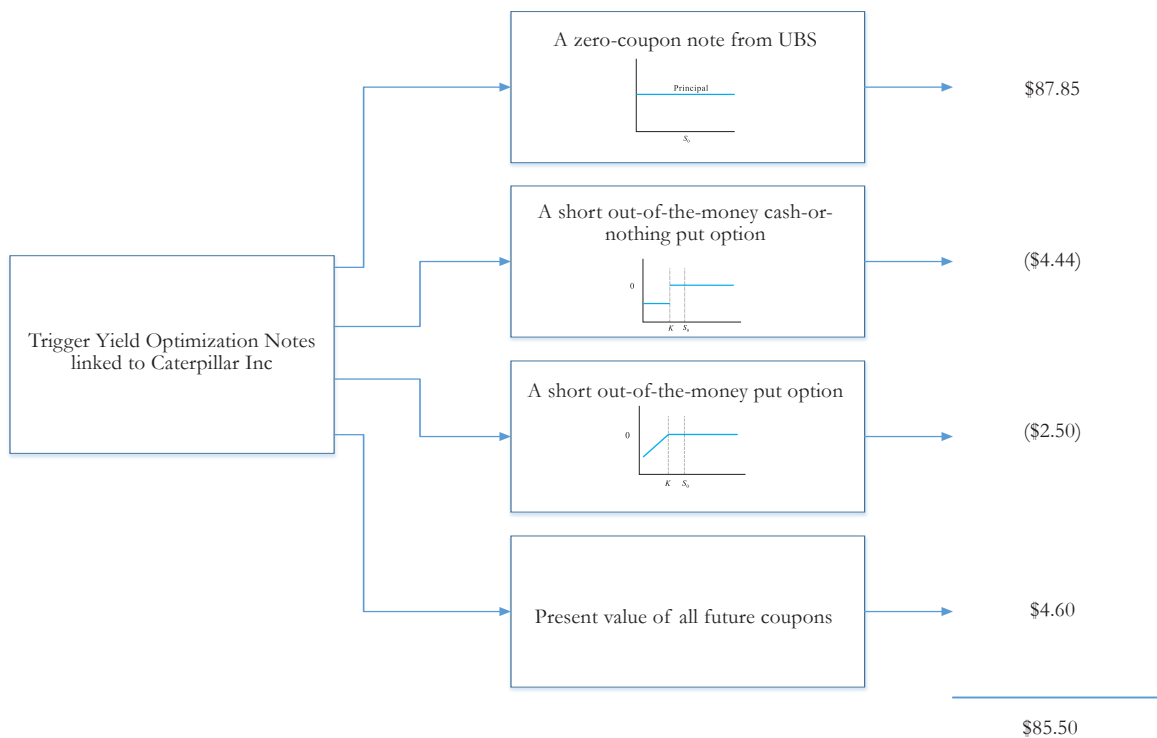 A zero-coupon note from UBS
Principal
S0
$87.85
A short out-of-the-money cash-or-
nothing put option
0
K S0
($4.44)
Trigger Yield Optimization Notes
linked to Caterpillar Inc
A short out-of-the-money put option
0
K S0
($2.50)
Present value of all future coupons
$4.60
$85.50